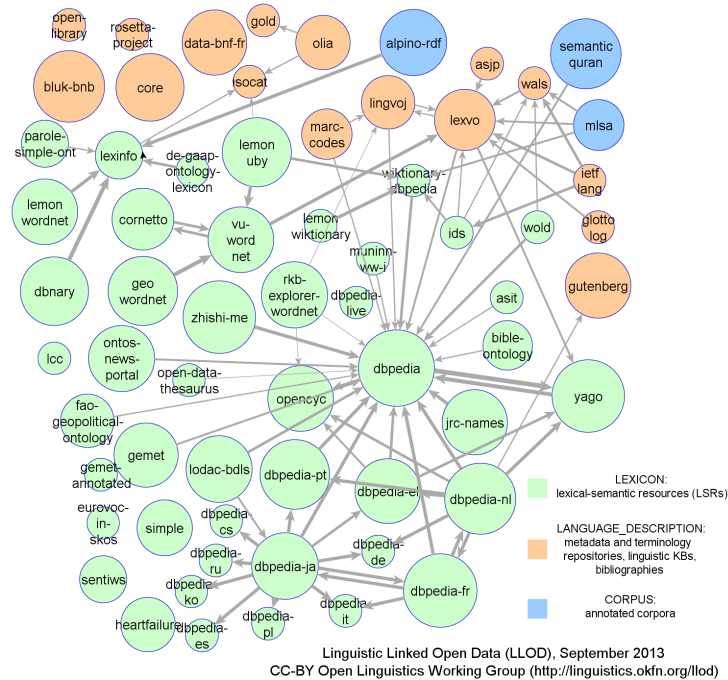 open-
library
rosetta-
project
data-bnf-fr
gold
olia
alpino-rdf
semantic
quran
bluk-bnb
core
isocat
asjp
wals
lingvoj
lexvo
marc-
codes
mlsa
parole-
simple-ont
lexinfo
de-gaap-
ontology-
lexicon
lemon
uby
wiktionary-
dbpedia
ietf
lang
lemon
wordnet
cornetto
vu-
word
net
lemon
wiktionary
ids
wold
glotto
log
muninn-
ww-i
dbnary
geo
wordnet
rkb-
explorer-
wordnet
dbpedia-
live
asit
gutenberg
zhishi-me
lcc
ontos-
news-
portal
open-data-
thesaurus
dbpedia
bible-
ontology
opencyc
yago
fao-
geopolitical-
ontology
jrc-names
gemet
gemet-
annotated
lodac-bdls
dbpedia-pt
dbpedia-el
dbpedia-nl
eurovoc-
in-
skos
simple
dbpedia-
cs
dbpedia-
ru
dbpedia-
de
sentiws
dbpedia-ja
dbpedia-fr
dbpedia-
ko
dbpedia-
it
heartfailure
dbpedia-
es
dbpedia-
pl
LEXICON:
lexical-semantic resources (LSRs)
LANGUAGE_DESCRIPTION:
metadata and terminology
repositories, linguistic KBs,
bibliographies
CORPUS:
annotated corpora
Linguistic Linked Open Data (LLOD), September 2013
CC-BY Open Linguistics Working Group (http://linguistics.okfn.org/llod)